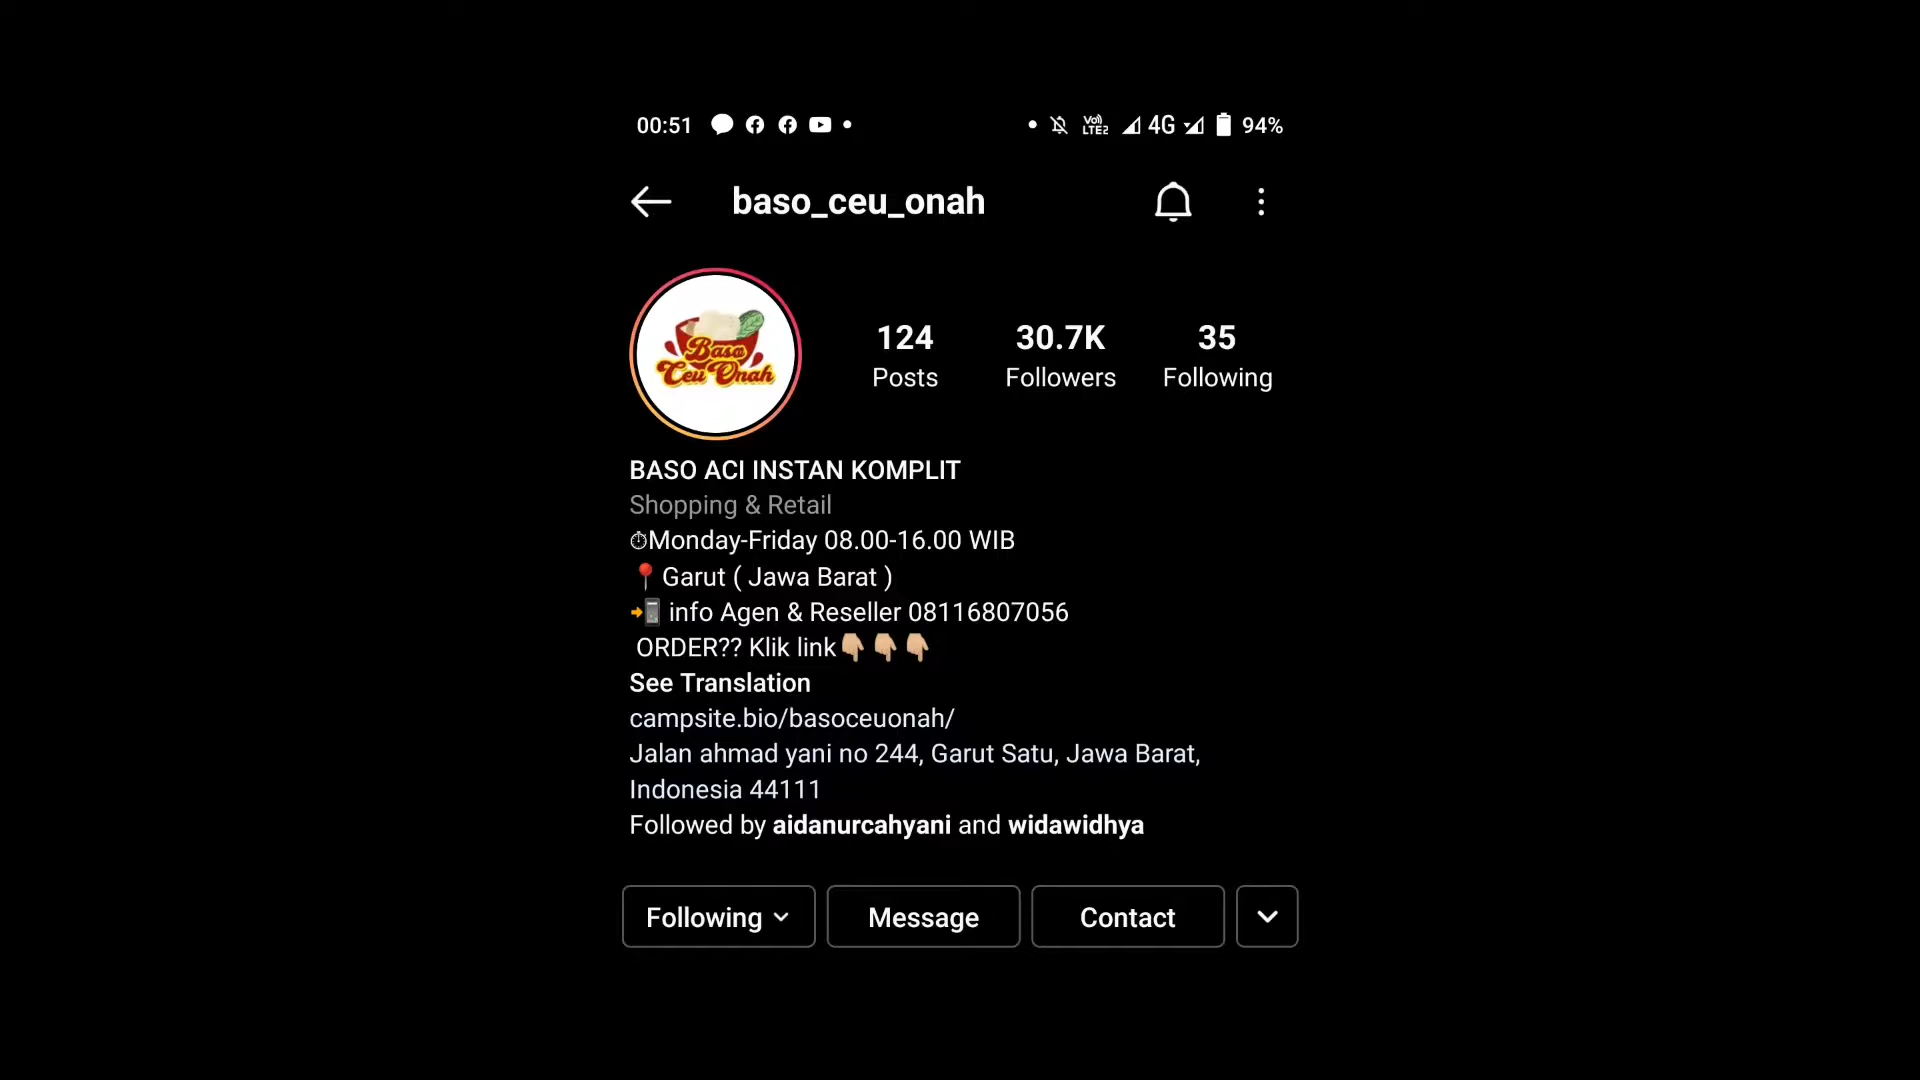 00:51 VoI) LTE2 4G 94%
baso_ceu_onah
Baso
Ceu Onah
124 30.7K 35
Posts Followers Following
BASO ACI INSTAN KOMPLIT
Shopping & Retail
⏱Monday-Friday 08.00-16.00 WIB
📍Garut ( Jawa Barat )
📲 info Agen & Reseller 08116807056
ORDER?? Klik link👇🏼👇🏼👇🏼
See Translation
campsite.bio/basoceuonah/
Jalan ahmad yani no 244, Garut Satu, Jawa Barat,
Indonesia 44111
Followed by aidanurcahyani and widawidhya
Following Message Contact